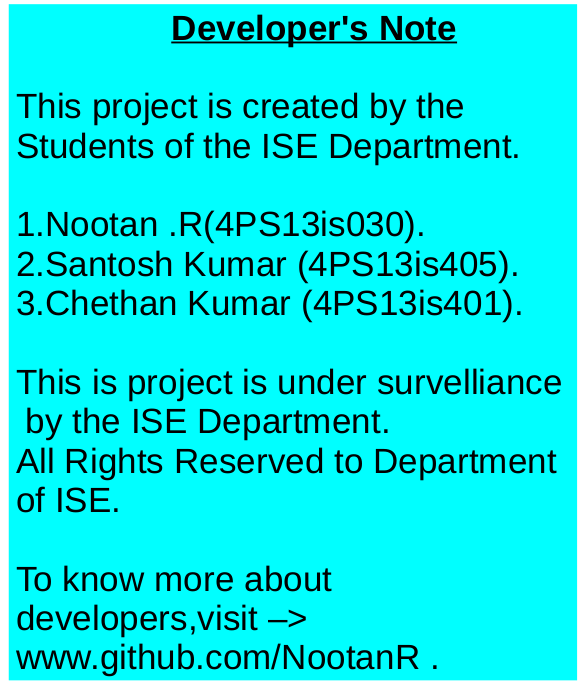 Developer's Note
This project is created by the
Students of the ISE Department.
1.Nootan .R(4PS13is030).
2.Santosh Kumar (4PS13is405).
3.Chethan Kumar (4PS13is401).
This is project is under survelliance
by the ISE Department.
All Rights Reserved to Department
of ISE.
To know more about
developers,visit –>
www.github.com/NootanR .